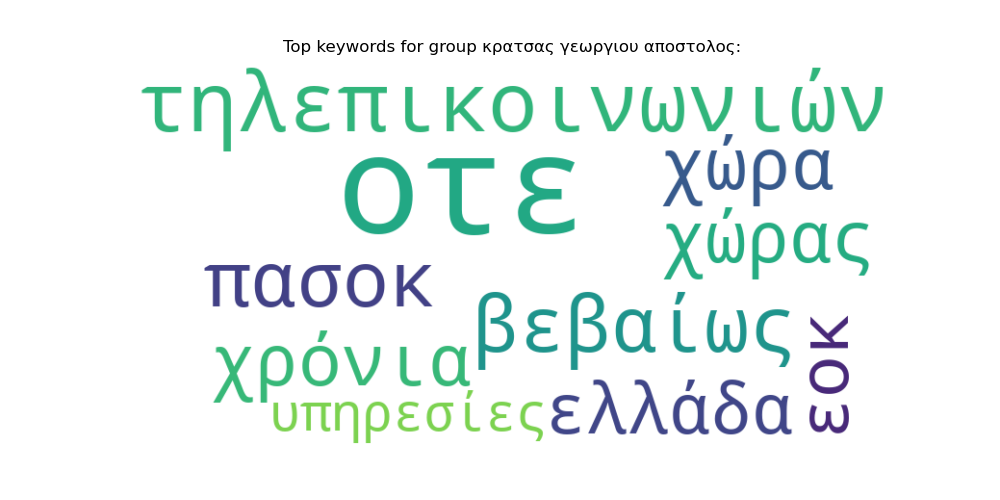 Top keywords for group κρατσας γεωργιου αποστολος:
τηλεπικοινωνιών
οτε
χώρα
χώρας
πασοκ
βεβαίως
εοκ
χρόνια
υπηρεσίες
ελλάδα